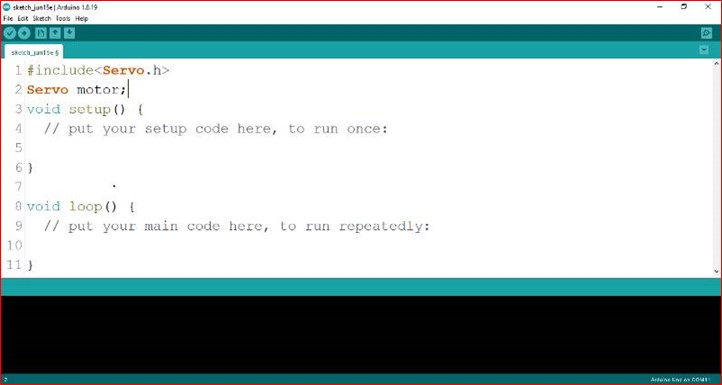 sketch_jun15e | Arduino 1.8.19
File Edit Sketch Tools Help
sketch_jun15e §
1 #include<Servo.h>
2 Servo motor;
3 void setup() {
4 // put your setup code here, to run once:
5
6 }
7
8 void loop() {
9 // put your main code here, to run repeatedly:
10
11 }
2
Arduino Uno on COM11